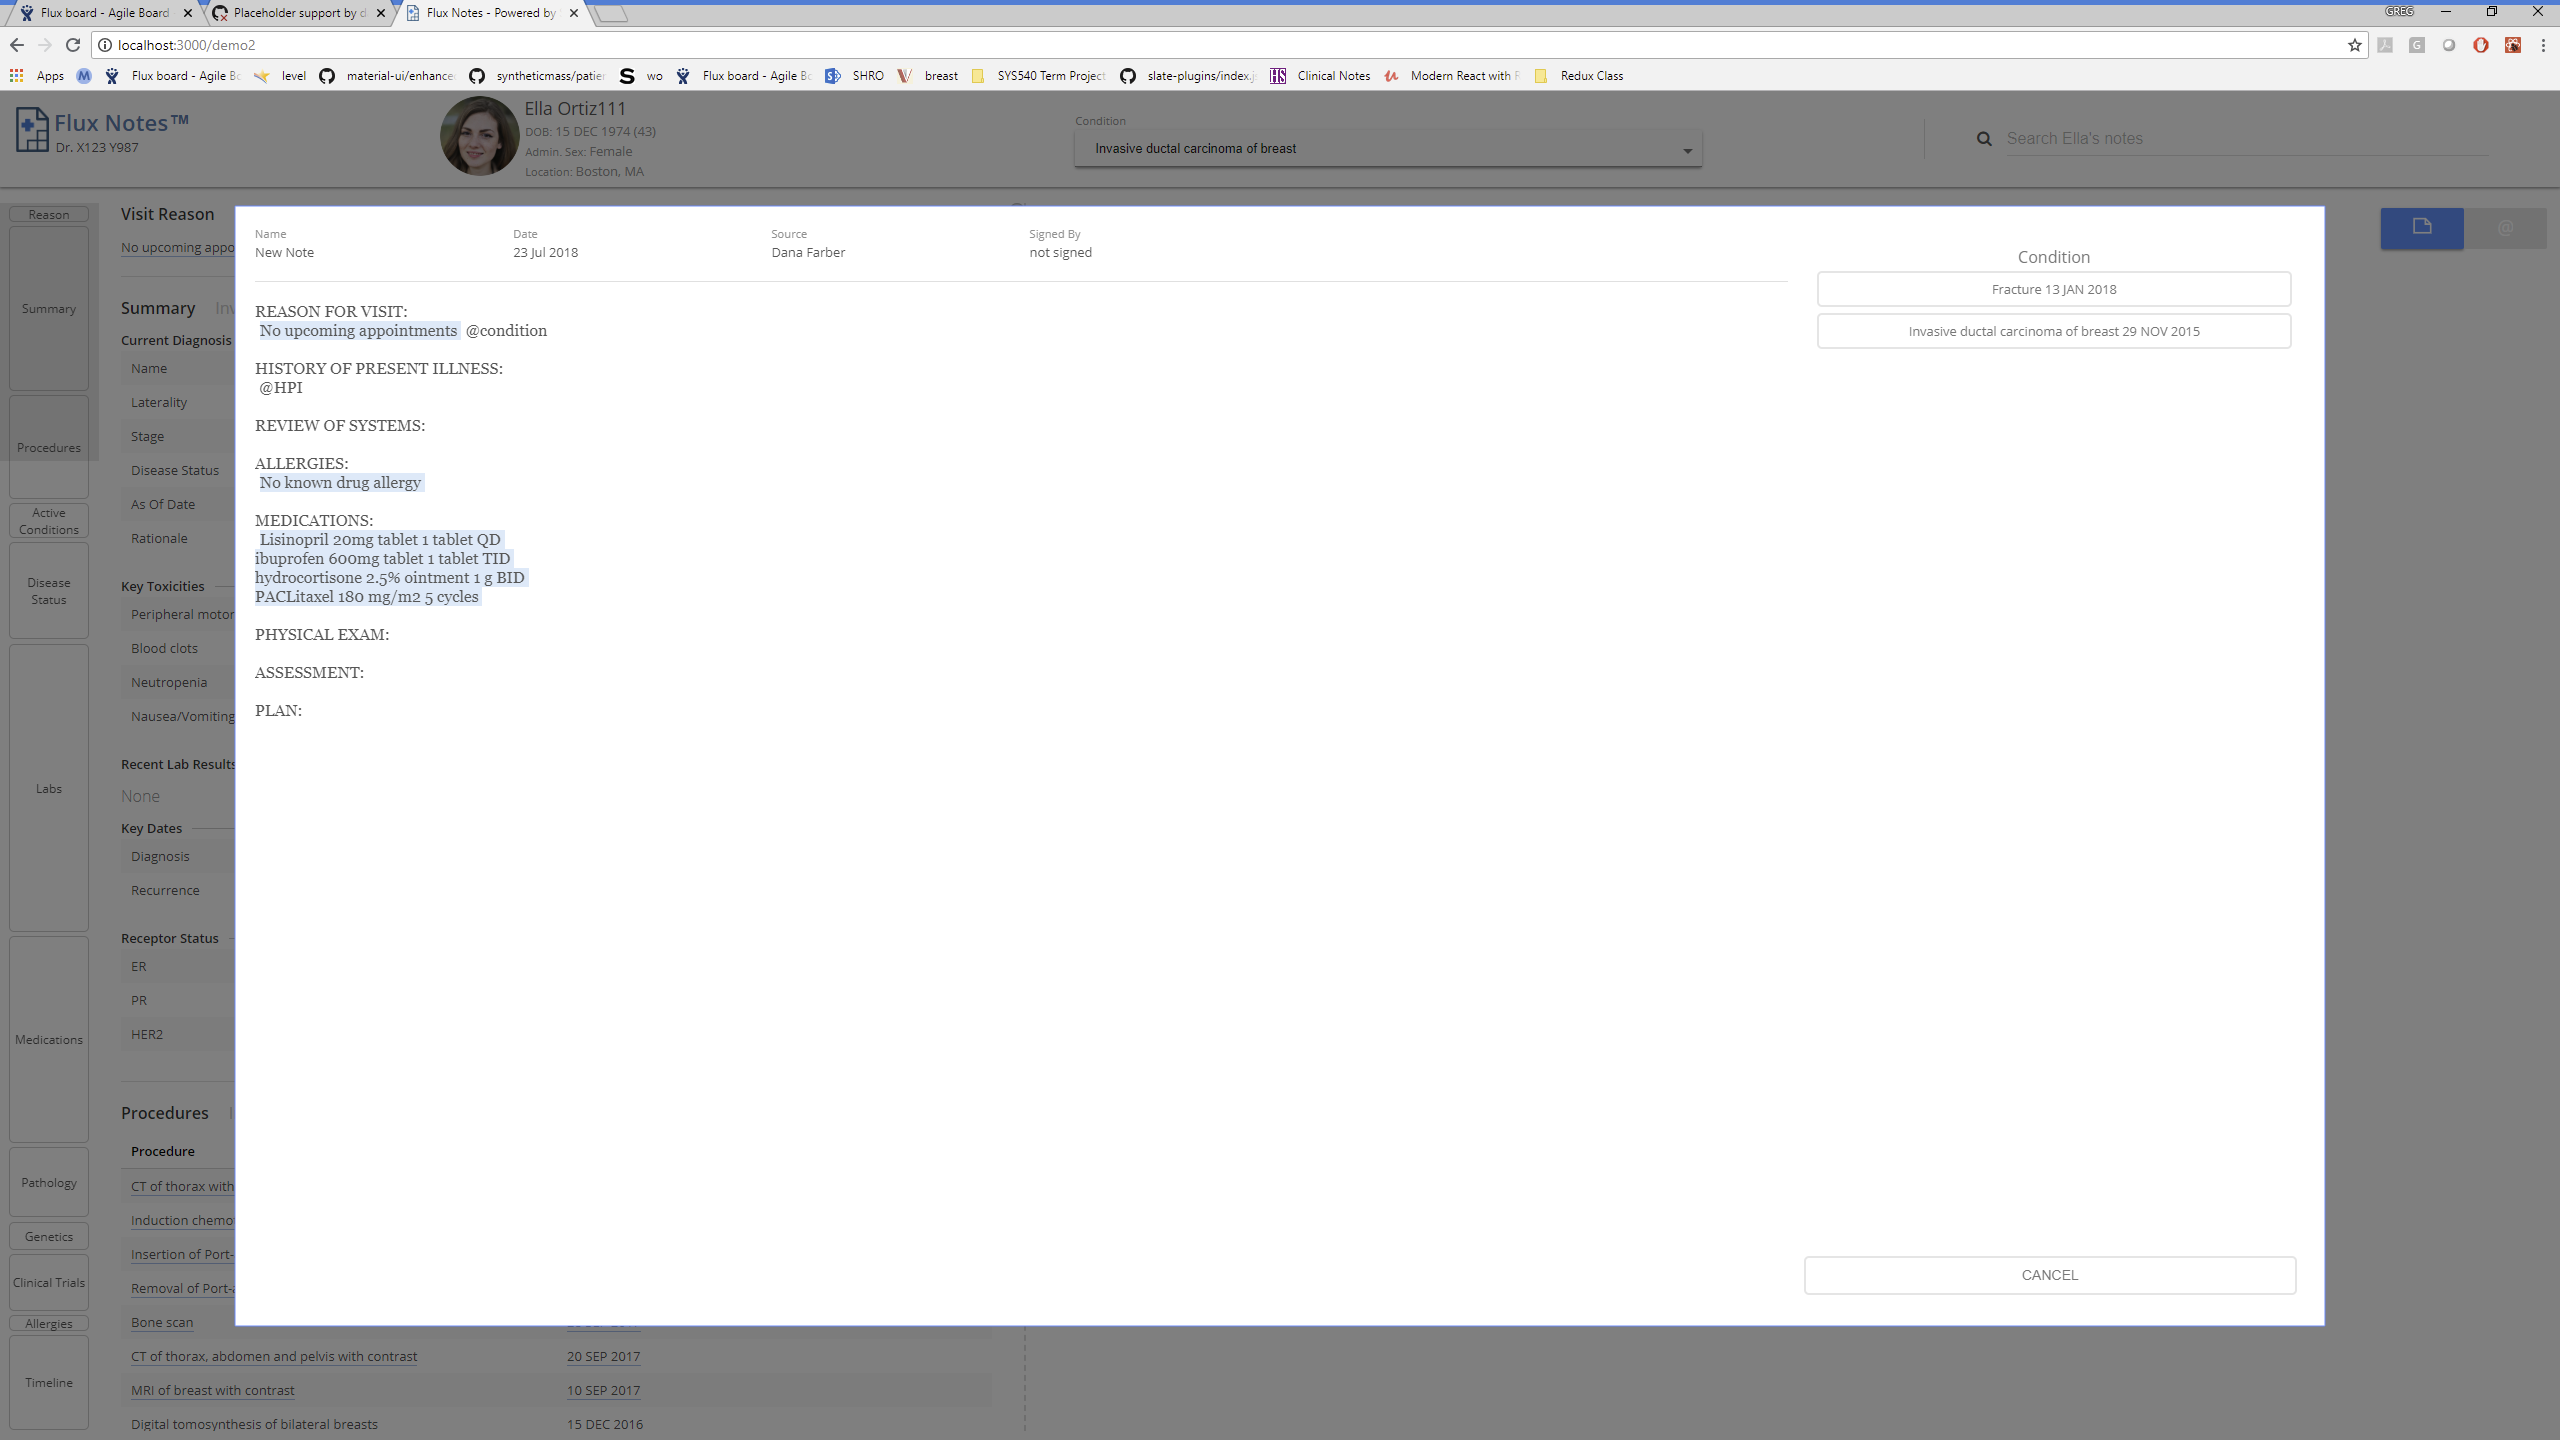 Flux board - Agile Board
Placeholder support by d
Flux Notes - Powered by
GREG
localhost:3000/demo2
Apps
Flux board - Agile Bo
level
material-ui/enhance
syntheticmass/patie
wo
Flux board - Agile Bo
SHRO
breast
SYS540 Term Project
slate-plugins/index.j
Clinical Notes
Modern React with R
Redux Class
Flux Notes™
Dr. X123 Y987
Ella Ortiz111
DOB: 15 DEC 1974 (43)
Admin. Sex: Female
Location: Boston, MA
Condition
Invasive ductal carcinoma of breast
Search Ella's notes
Reason
Summary
Procedures
Active
Conditions
Disease
Status
Labs
Medications
Pathology
Genetics
Clinical Trials
Allergies
Timeline
Visit Reason
No upcoming appo
Summary Inv
Current Diagnosis
Name
Laterality
Stage
Disease Status
As Of Date
Rationale
Key Toxicities
Peripheral motor
Blood clots
Neutropenia
Nausea/Vomiting
Recent Lab Results
None
Key Dates
Diagnosis
Recurrence
Receptor Status
ER
PR
HER2
Procedures
Procedure
CT of thorax with
Induction chemo
Insertion of Port-
Removal of Port-a
Bone scan
CT of thorax, abdomen and pelvis with contrast 20 SEP 2017
MRI of breast with contrast 10 SEP 2017
Digital tomosynthesis of bilateral breasts 15 DEC 2016
@
Name
New Note
Date
23 Jul 2018
Source
Dana Farber
Signed By
not signed
REASON FOR VISIT:
No upcoming appointments @condition
HISTORY OF PRESENT ILLNESS:
@HPI
REVIEW OF SYSTEMS:
ALLERGIES:
No known drug allergy
MEDICATIONS:
Lisinopril 20mg tablet 1 tablet QD
ibuprofen 600mg tablet 1 tablet TID
hydrocortisone 2.5% ointment 1 g BID
PACLitaxel 180 mg/m2 5 cycles
PHYSICAL EXAM:
ASSESSMENT:
PLAN:
Condition
Fracture 13 JAN 2018
Invasive ductal carcinoma of breast 29 NOV 2015
CANCEL